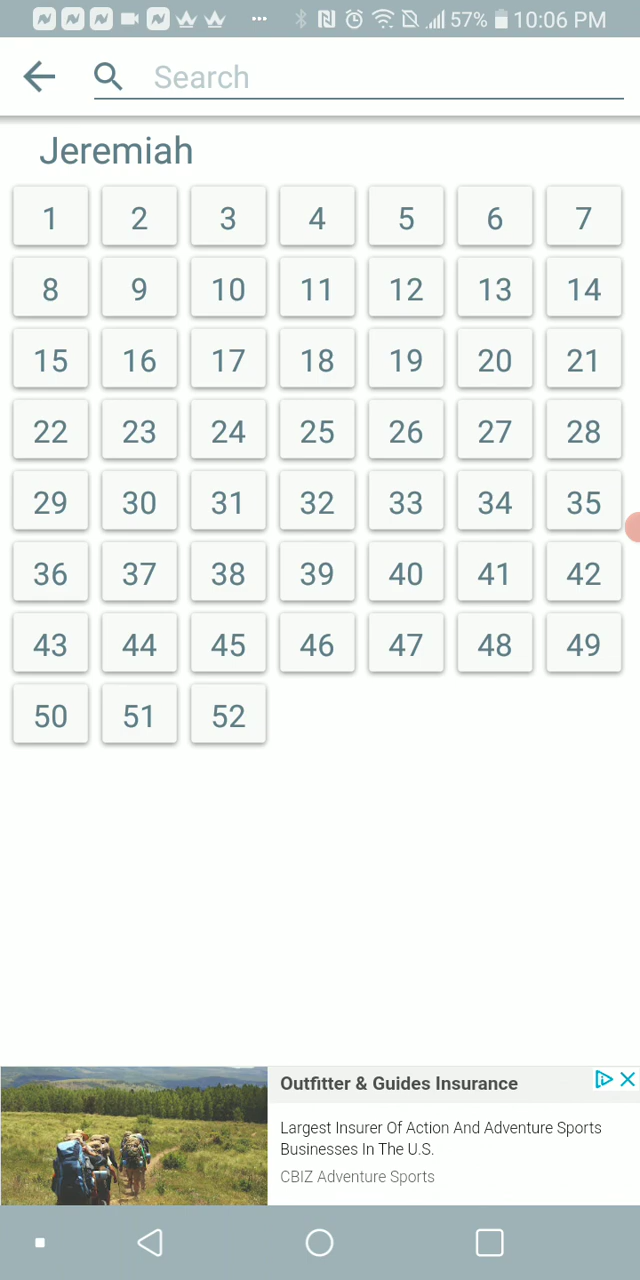 57% 10:06 PM
Search
Jeremiah
1 2 3 4 5 6 7
8 9 10 11 12 13 14
15 16 17 18 19 20 21
22 23 24 25 26 27 28
29 30 31 32 33 34 35
36 37 38 39 40 41 42
43 44 45 46 47 48 49
50 51 52
Outfitter & Guides Insurance
Largest Insurer Of Action And Adventure Sports
Businesses In The U.S.
CBIZ Adventure Sports